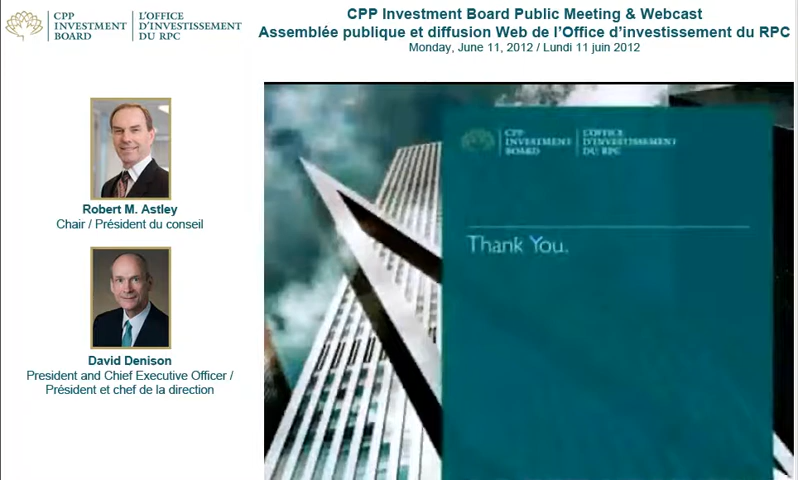 CPP
INVESTMENT
BOARD
L'OFFICE
D'INVESTISSEMENT
DU RPC
CPP Investment Board Public Meeting & Webcast
Assemblée publique et diffusion Web de l'Office d'investissement du RPC
Monday, June 11, 2012 / Lundi 11 juin 2012
Robert M. Astley
Chair / Président du conseil
David Denison
President and Chief Executive Officer /
Président et chef de la direction
CPP
INVESTMENT
BOARD
L'OFFICE
D'INVESTISSEMENT
DU RPC
Thank You.